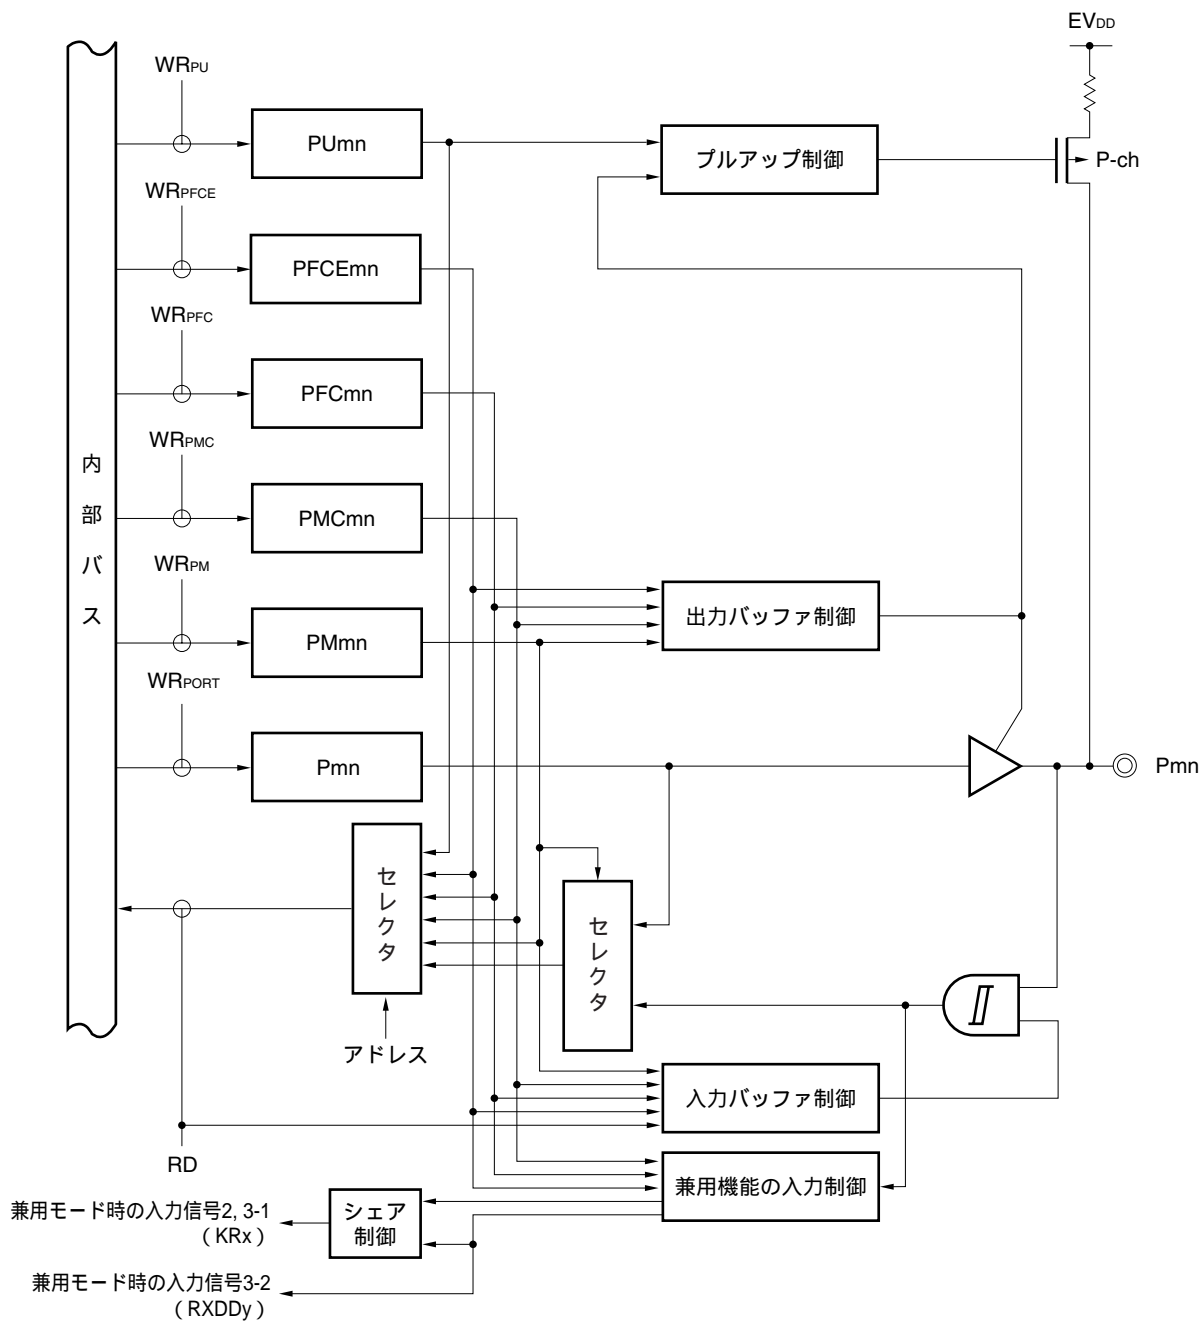 EVDD
WRPU
PUmn
プルアップ制御
P-ch
WRPFCE
PFCEmn
WRPFC
PFCmn
WRPMC
内部バス
PMCmn
WRPM
出力バッファ制御
PMmn
WRPORT
Pmn
Pmn
セレクタ
セレクタ
アドレス
入力バッファ制御
RD
兼用機能の入力制御
兼用モード時の入力信号2, 3-1
(KRx)
シェア
制御
兼用モード時の入力信号3-2
(RXDDy)